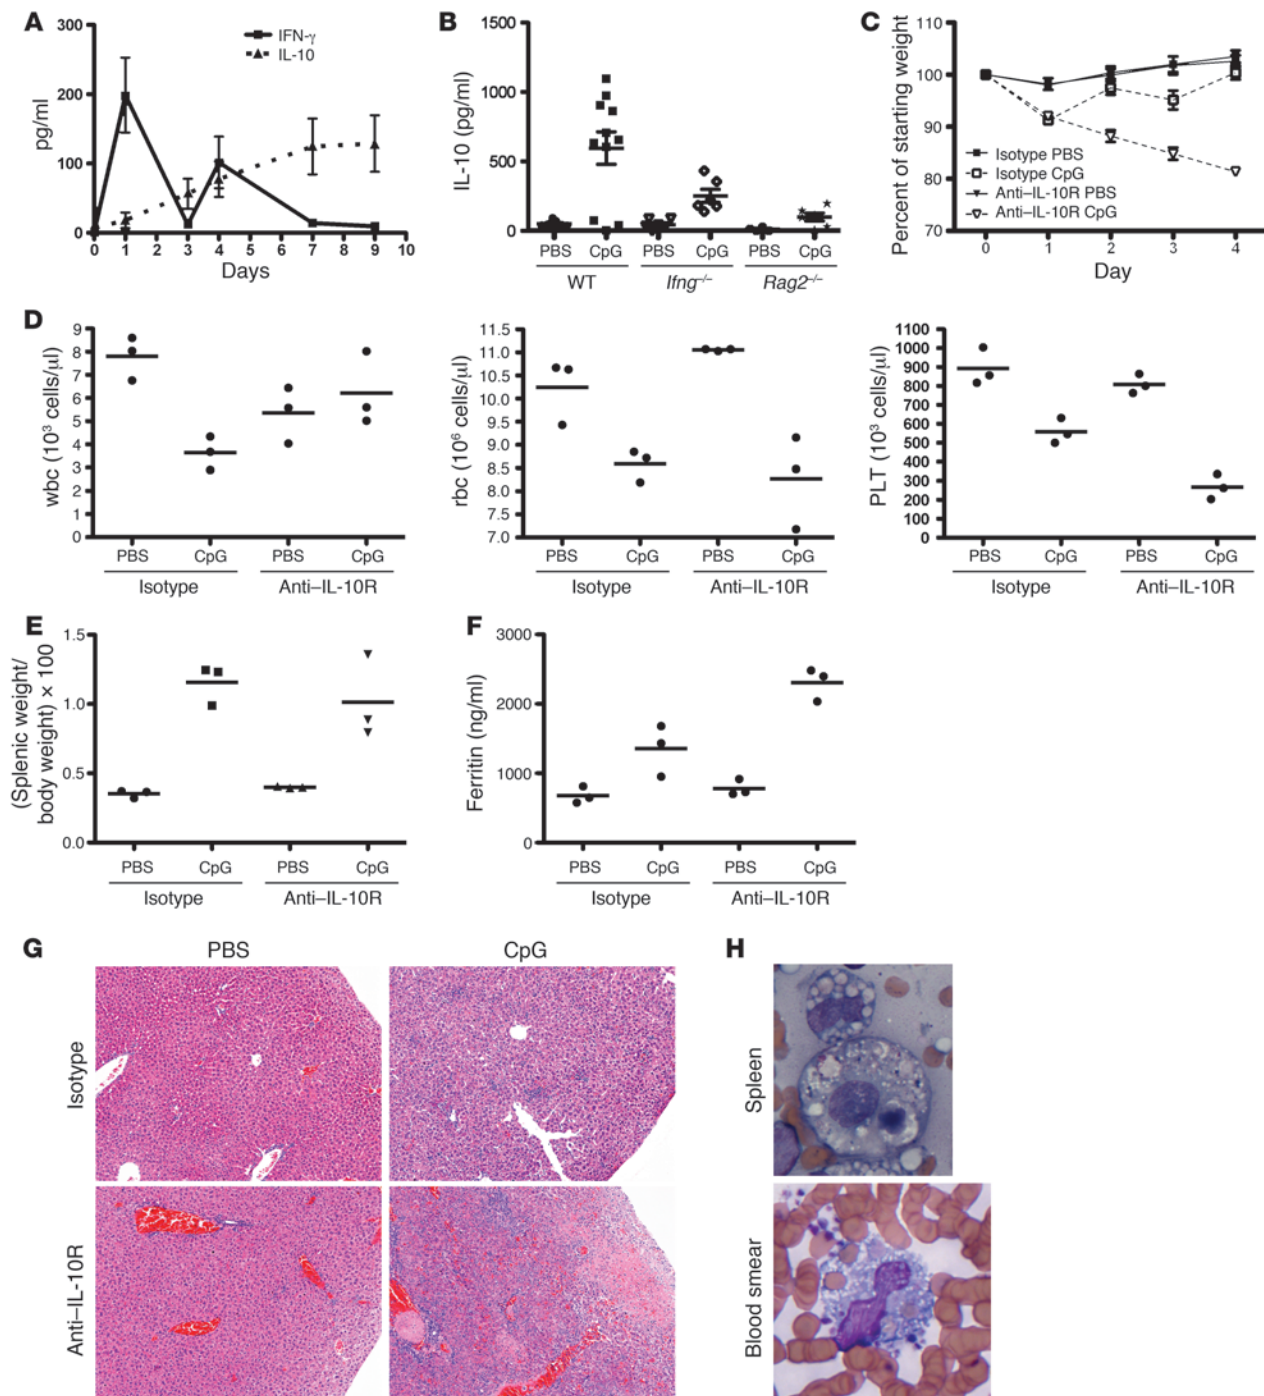 A
300
200
100
0
pg/ml
IFN-γ
IL-10
0 1 2 3 4 5 6 7 8 9 10
Days
B
1500
1000
500
0
IL-10 (pg/ml)
PBS CpG PBS CpG PBS CpG
WT Ifng–/– Rag2–/–
C
110
100
90
80
70
Percent of starting weight
Isotype PBS
Isotype CpG
Anti–IL-10R PBS
Anti–IL-10R CpG
0 1 2 3 4
Day
D
9
8
7
6
5
4
3
2
1
0
wbc (10³ cells/μl)
PBS CpG PBS CpG
Isotype Anti–IL-10R
11.5
11.0
10.5
10.0
9.5
9.0
8.5
8.0
7.5
7.0
rbc (10⁶ cells/μl)
PBS CpG PBS CpG
Isotype Anti–IL-10R
1100
1000
900
800
700
600
500
400
300
200
100
0
PLT (10³ cells/μl)
PBS CpG PBS CpG
Isotype Anti–IL-10R
E
1.5
1.0
0.5
0.0
(Splenic weight/
body weight) × 100
PBS CpG PBS CpG
Isotype Anti–IL-10R
F
3000
2000
1000
0
Ferritin (ng/ml)
PBS CpG PBS CpG
Isotype Anti–IL-10R
G
PBS CpG
Isotype
Anti–IL-10R
H
Spleen
Blood smear